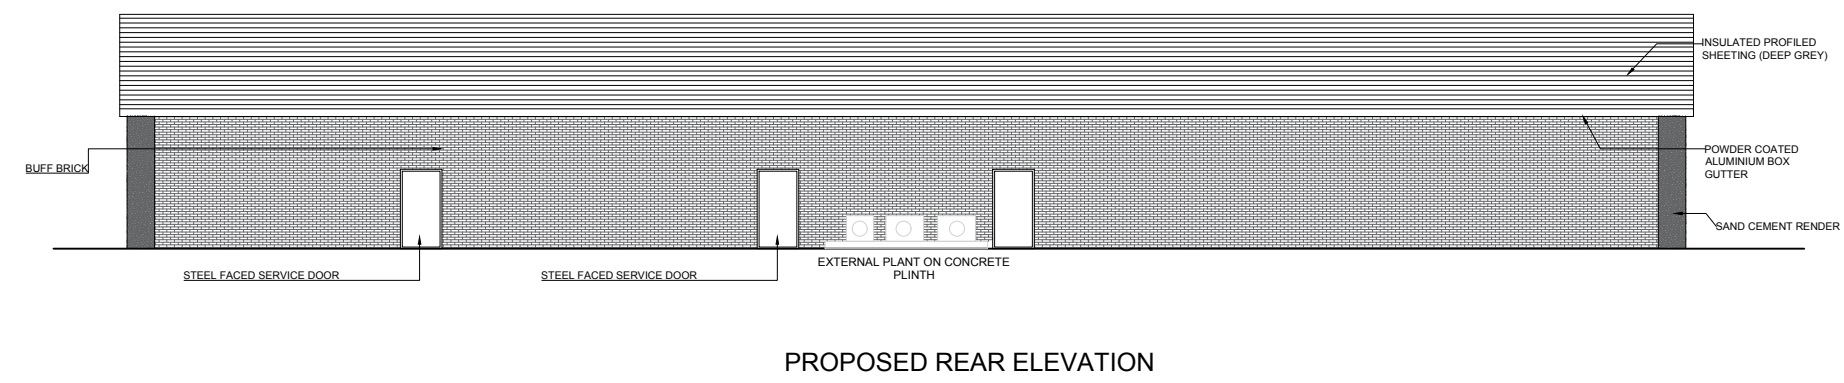 INSULATED PROFILED
SHEETING (DEEP GREY)
POWDER COATED
ALUMINIUM BOX
GUTTER
BUFF BRICK
SAND CEMENT RENDER
STEEL FACED SERVICE DOOR
STEEL FACED SERVICE DOOR
EXTERNAL PLANT ON CONCRETE
PLINTH
PROPOSED REAR ELEVATION